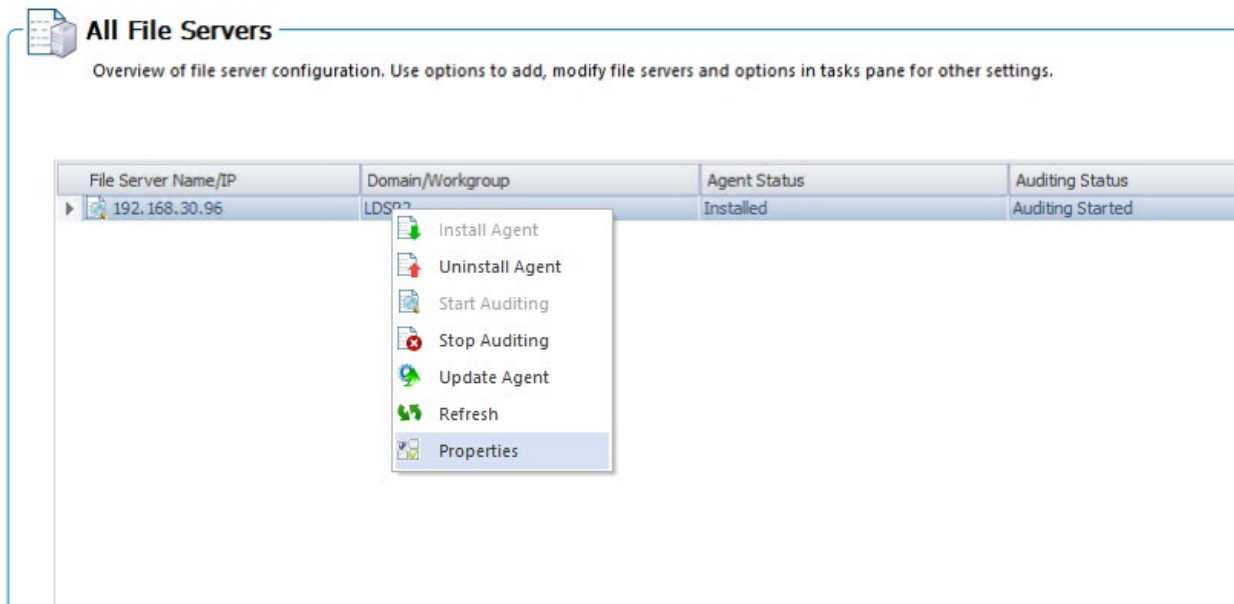 All File Servers
Overview of file server configuration. Use options to add, modify file servers and options in tasks pane for other settings.
File Server Name/IP Domain/Workgroup Agent Status Auditing Status
192.168.30.96 Installed Auditing Started
Install Agent
Uninstall Agent
Start Auditing
Stop Auditing
Update Agent
Refresh
Properties